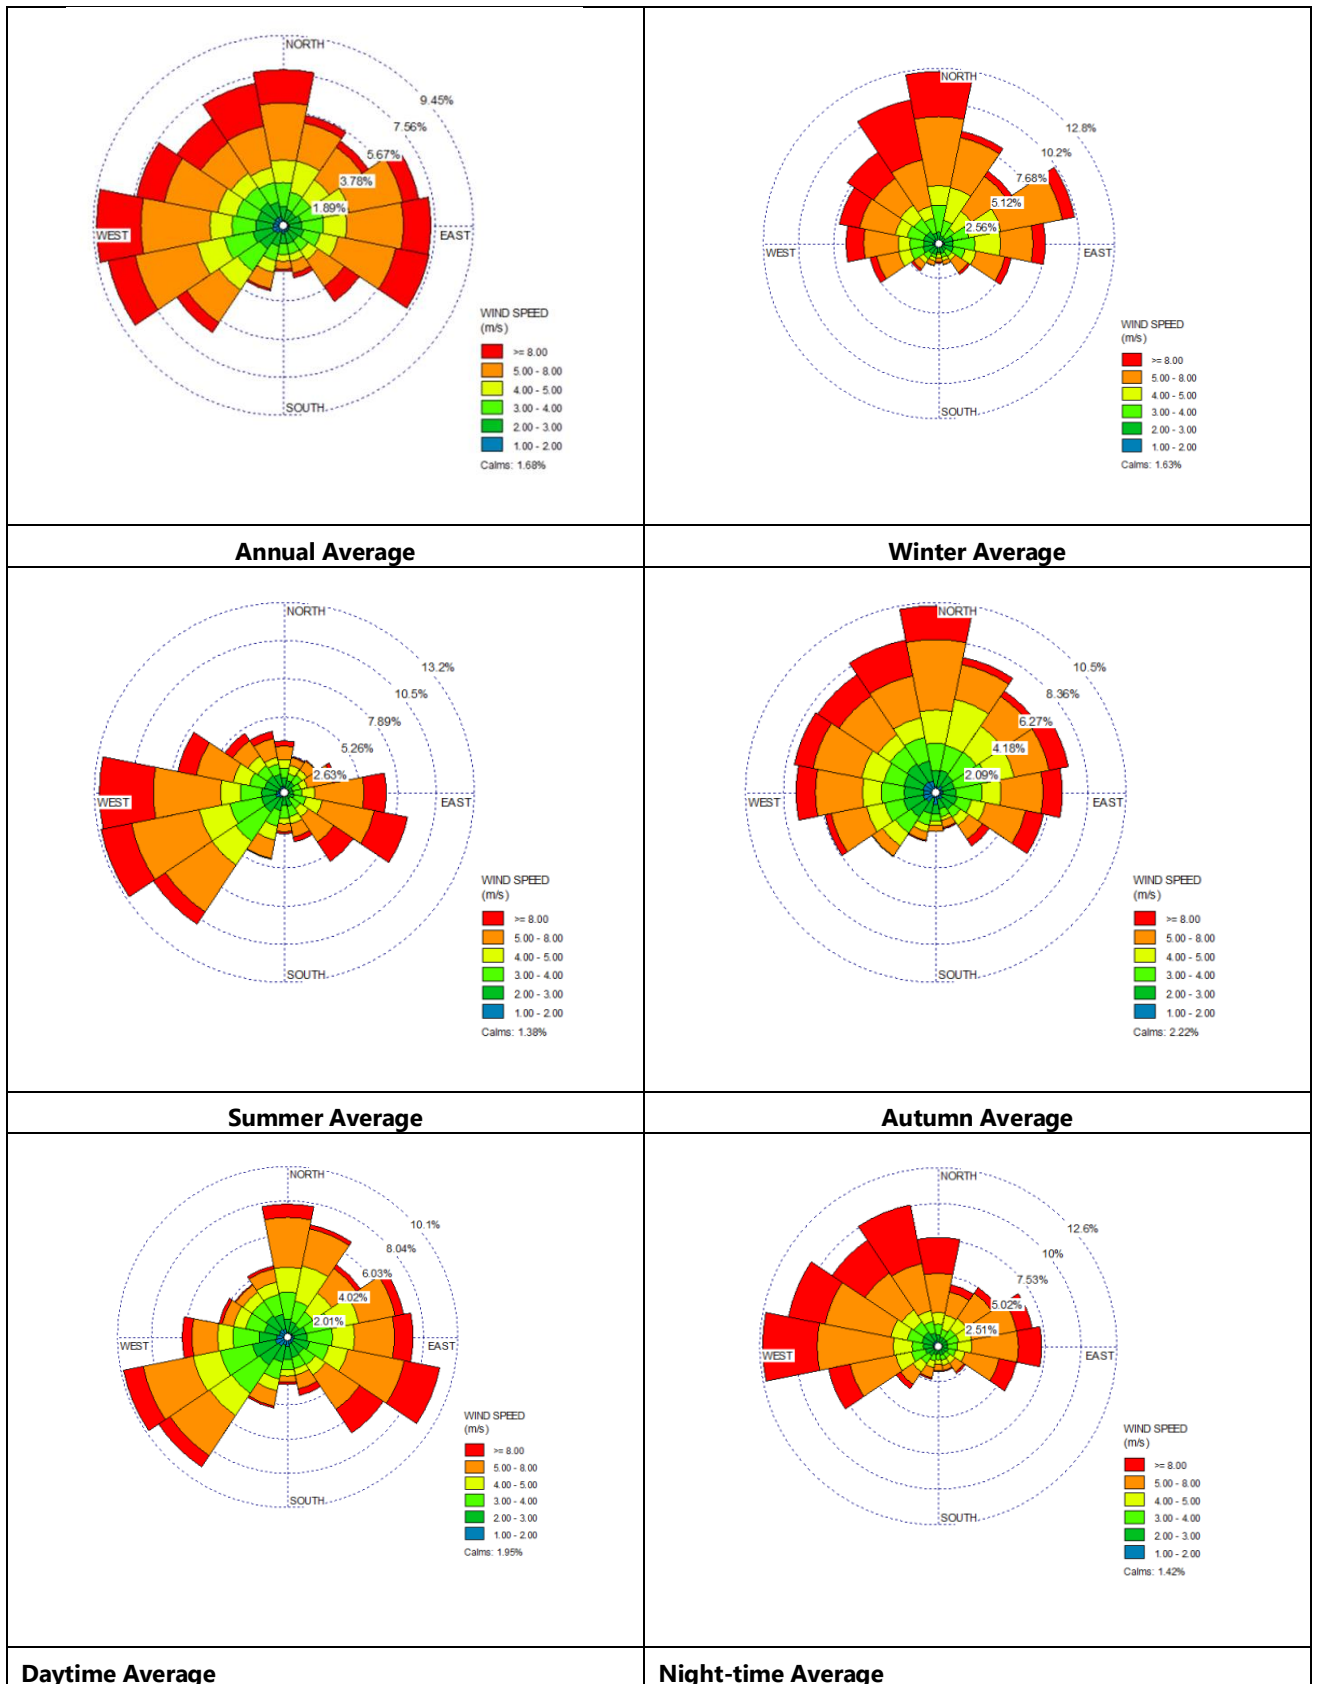 NORTH
9.45%
7.56%
5.67%
3.78%
1.89%
WEST
EAST
SOUTH
WIND SPEED
(m/s)
>= 8.00
5.00 - 8.00
4.00 - 5.00
3.00 - 4.00
2.00 - 3.00
1.00 - 2.00
Calms: 1.68%
NORTH
12.8%
10.2%
7.68%
5.12%
2.56%
WEST
EAST
SOUTH
WIND SPEED
(m/s)
>= 8.00
5.00 - 8.00
4.00 - 5.00
3.00 - 4.00
2.00 - 3.00
1.00 - 2.00
Calms: 1.63%
Annual Average
Winter Average
NORTH
13.2%
10.5%
7.89%
5.26%
2.63%
WEST
EAST
SOUTH
WIND SPEED
(m/s)
>= 8.00
5.00 - 8.00
4.00 - 5.00
3.00 - 4.00
2.00 - 3.00
1.00 - 2.00
Calms: 1.38%
NORTH
10.5%
8.36%
6.27%
4.18%
2.09%
WEST
EAST
SOUTH
WIND SPEED
(m/s)
>= 8.00
5.00 - 8.00
4.00 - 5.00
3.00 - 4.00
2.00 - 3.00
1.00 - 2.00
Calms: 2.22%
Summer Average
Autumn Average
NORTH
10.1%
8.04%
6.03%
4.02%
2.01%
WEST
EAST
SOUTH
WIND SPEED
(m/s)
>= 8.00
5.00 - 8.00
4.00 - 5.00
3.00 - 4.00
2.00 - 3.00
1.00 - 2.00
Calms: 1.95%
NORTH
12.6%
10%
7.53%
5.02%
2.51%
WEST
EAST
SOUTH
WIND SPEED
(m/s)
>= 8.00
5.00 - 8.00
4.00 - 5.00
3.00 - 4.00
2.00 - 3.00
1.00 - 2.00
Calms: 1.42%
Daytime Average
Night-time Average